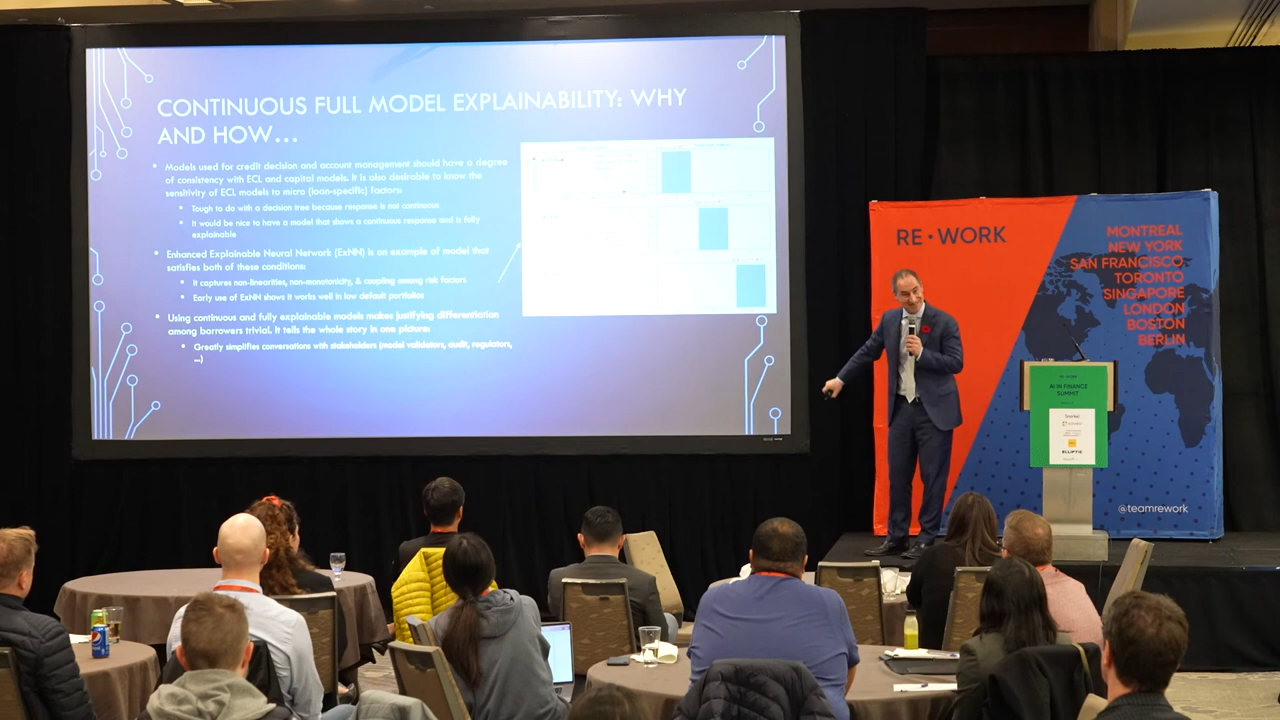 CONTINUOUS FULL MODEL EXPLAINABILITY: WHY
AND HOW...
Models used for credit decision and account management should have a degree
of consistency with ECL and capital models. It is also desirable to know the
sensitivity of ECL models to micro (loan-specific) factors:
Tough to do with a decision tree because response is not continuous
It would be nice to have a model that shows a continuous response and is fully
explainable
Enhanced Explainable Neural Network (ExNN) is an example of model that
satisfies both of these conditions:
It captures non-linearities, non-monotonicity, & coupling among risk factors
Early use of ExNN shows it works well in low default portfolios
Using continuous and fully explainable models makes justifying differentiation
among borrowers trivial. It tells the whole story in one picture:
Greatly simplifies conversations with stakeholders (model validators, audit, regulators,
...)
RE•WORK
MONTREAL
NEW YORK
SAN FRANCISCO
TORONTO
SINGAPORE
LONDON
BOSTON
BERLIN
RE•WORK
AI IN FINANCE
SUMMIT
ELLIPTIC
@teamrework